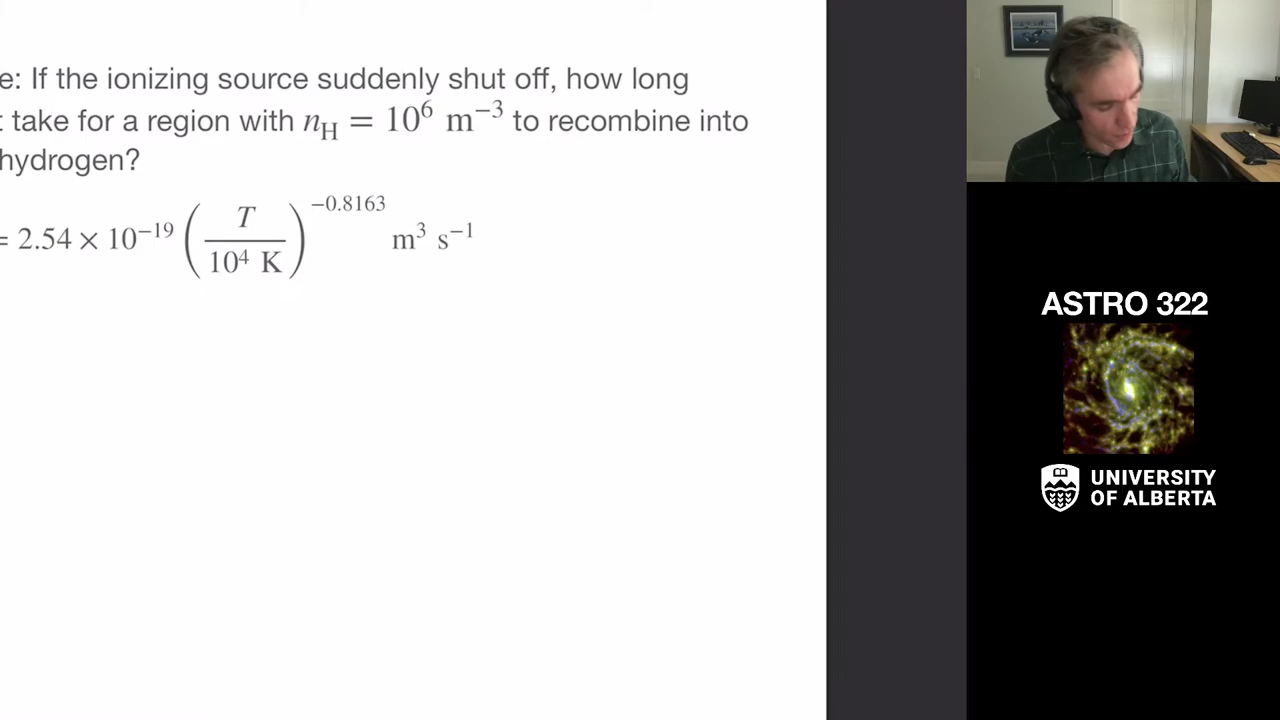 e: If the ionizing source suddenly shut off, how long
take for a region with n_H = 10^6 m^−3 to recombine into
hydrogen?
= 2.54 × 10^−19 (T / 10^4 K)^−0.8163 m^3 s^−1
ASTRO 322
UNIVERSITY
OF ALBERTA